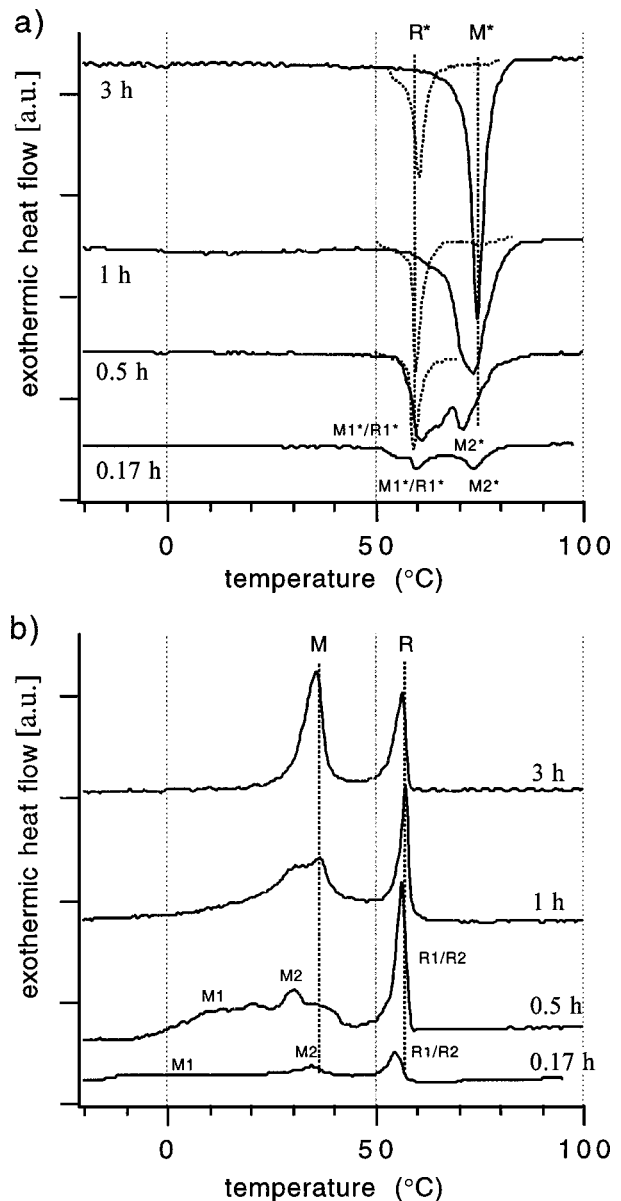 a)
R* M*
exothermic heat flow [a.u.]
3 h
1 h
0.5 h
M1*/R1* M2*
0.17 h
M1*/R1* M2*
0 50 100
temperature (°C)
b)
M R
exothermic heat flow [a.u.]
3 h
1 h
R1/R2
M1 M2
0.5 h
M1 M2 R1/R2
0.17 h
0 50 100
temperature (°C)